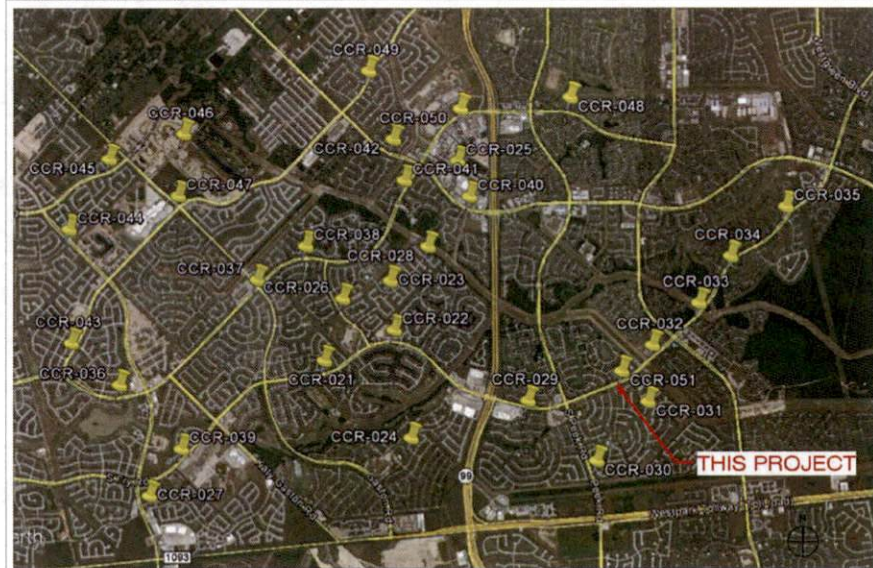 CCR-049
CCR-048
CCR-050
CCR-046
CCR-042
CCR-025
CCR-045
CCR-041
CCR-047
CCR-040
CCR-035
CCR-044
CCR-038
CCR-034
CCR-028
CCR-037
CCR-023
CCR-026
CCR-033
CCR-022
CCR-043
CCR-032
CCR-036
CCR-021
CCR-029
CCR-051
CCR-031
CCR-024
CCR-039
THIS PROJECT
CCR-030
99
CCR-027
N
1093